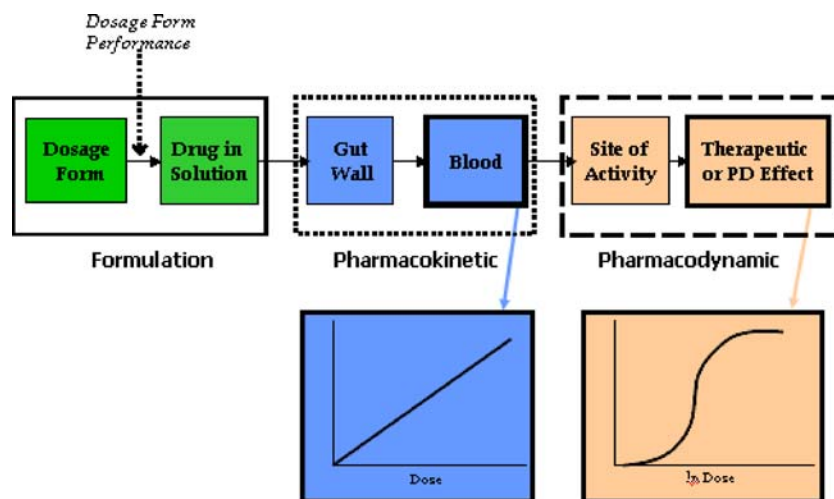 Dosage Form
Performance
Dosage
Form
Drug in
Solution
Gut
Wall
Blood
Site of
Activity
Therapeutic
or PD Effect
Formulation
Pharmacokinetic
Pharmacodynamic
Dose
ln Dose